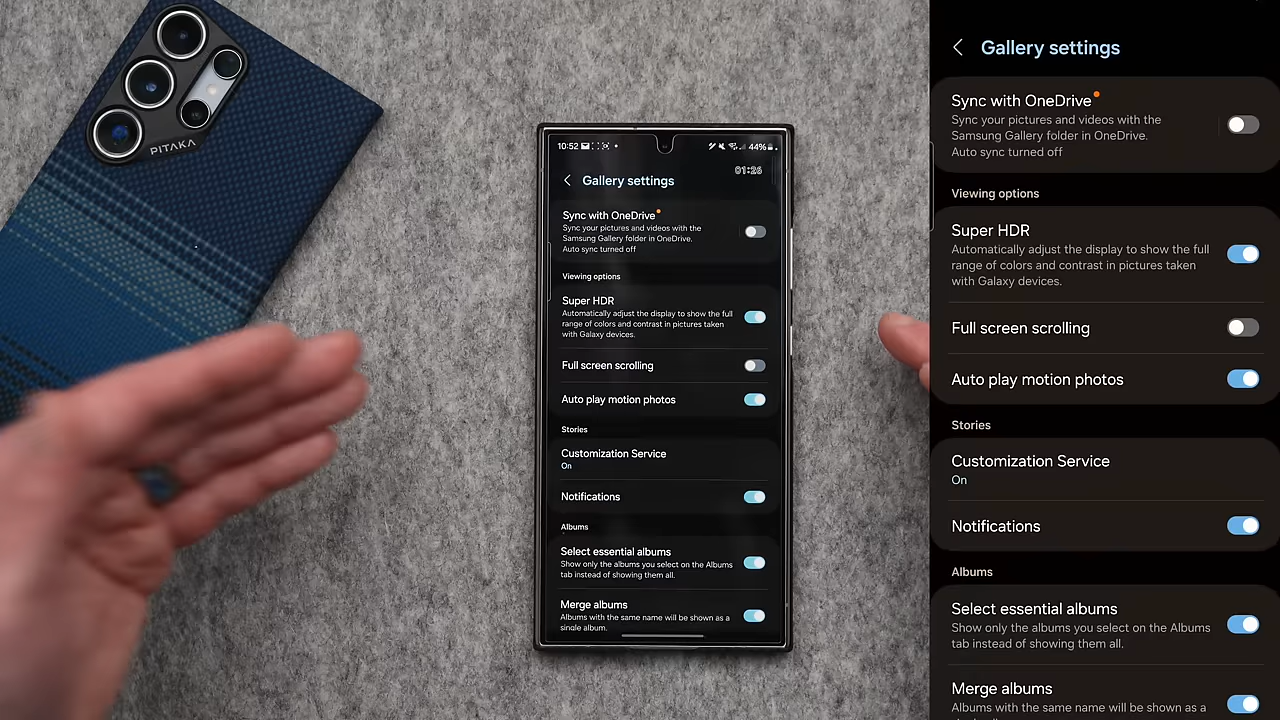 PITAKA
10:52
44%
01:26
Gallery settings
Sync with OneDrive
Sync your pictures and videos with the
Samsung Gallery folder in OneDrive.
Auto sync turned off
Viewing options
Super HDR
Automatically adjust the display to show the full
range of colors and contrast in pictures taken
with Galaxy devices.
Full screen scrolling
Auto play motion photos
Stories
Customization Service
On
Notifications
Albums
Select essential albums
Show only the albums you select on the Albums
tab instead of showing them all.
Merge albums
Albums with the same name will be shown as a
single album.
Gallery settings
Sync with OneDrive
Sync your pictures and videos with the
Samsung Gallery folder in OneDrive.
Auto sync turned off
Viewing options
Super HDR
Automatically adjust the display to show the full
range of colors and contrast in pictures taken
with Galaxy devices.
Full screen scrolling
Auto play motion photos
Stories
Customization Service
On
Notifications
Albums
Select essential albums
Show only the albums you select on the Albums
tab instead of showing them all.
Merge albums
Albums with the same name will be shown as a